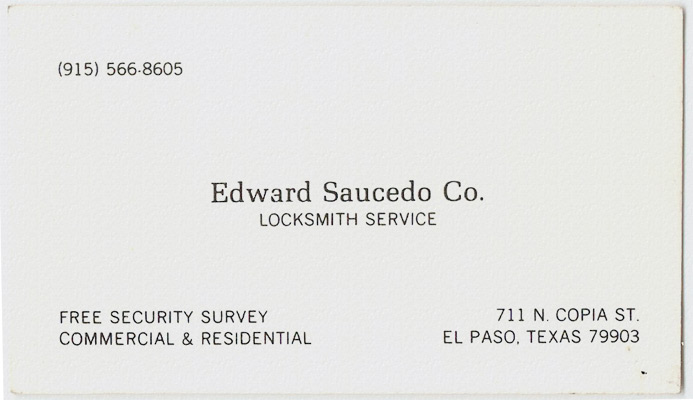 (915) 566-8605
Edward Saucedo Co.
LOCKSMITH SERVICE
FREE SECURITY SURVEY
COMMERCIAL & RESIDENTIAL
711 N. COPIA ST.
EL PASO, TEXAS 79903